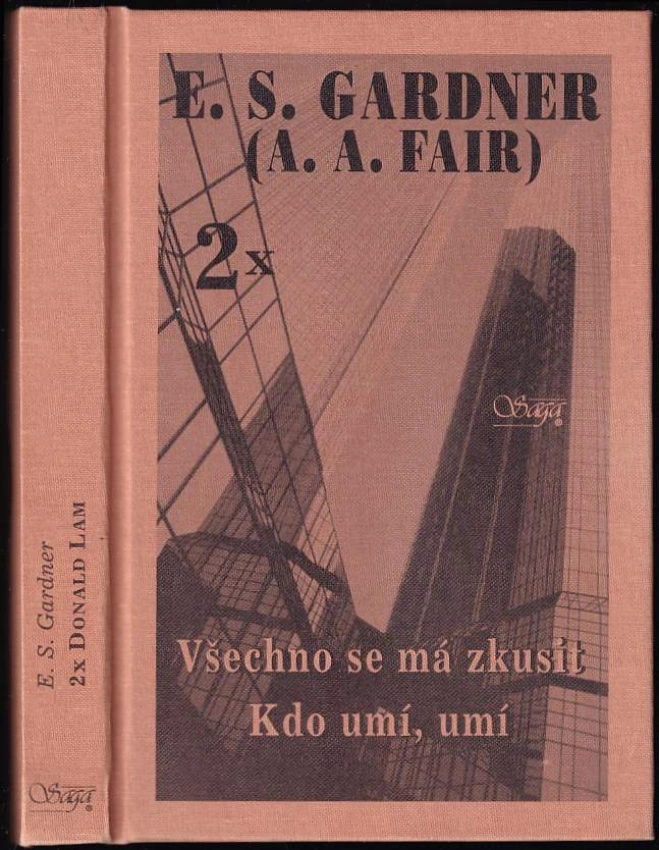 E. S. Gardner
2x DONALD LAM
Saga®
E. S. GARDNER
(A. A. FAIR)
2x
Saga®
Všechno se má zkusit
Kdo umí, umí